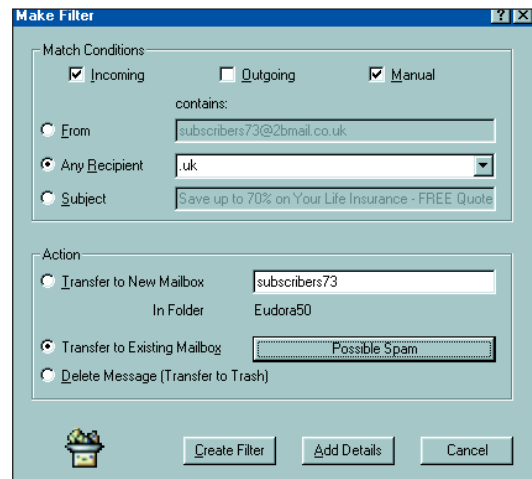 Make Filter
Match Conditions
Incoming Outgoing Manual
contains:
From subscribers73@2bmail.co.uk
Any Recipient .uk
Subject Save up to 70% on Your Life Insurance - FREE Quote
Action
Transfer to New Mailbox subscribers73
In Folder Eudora50
Transfer to Existing Mailbox Possible Spam
Delete Message (Transfer to Trash)
Create Filter Add Details Cancel